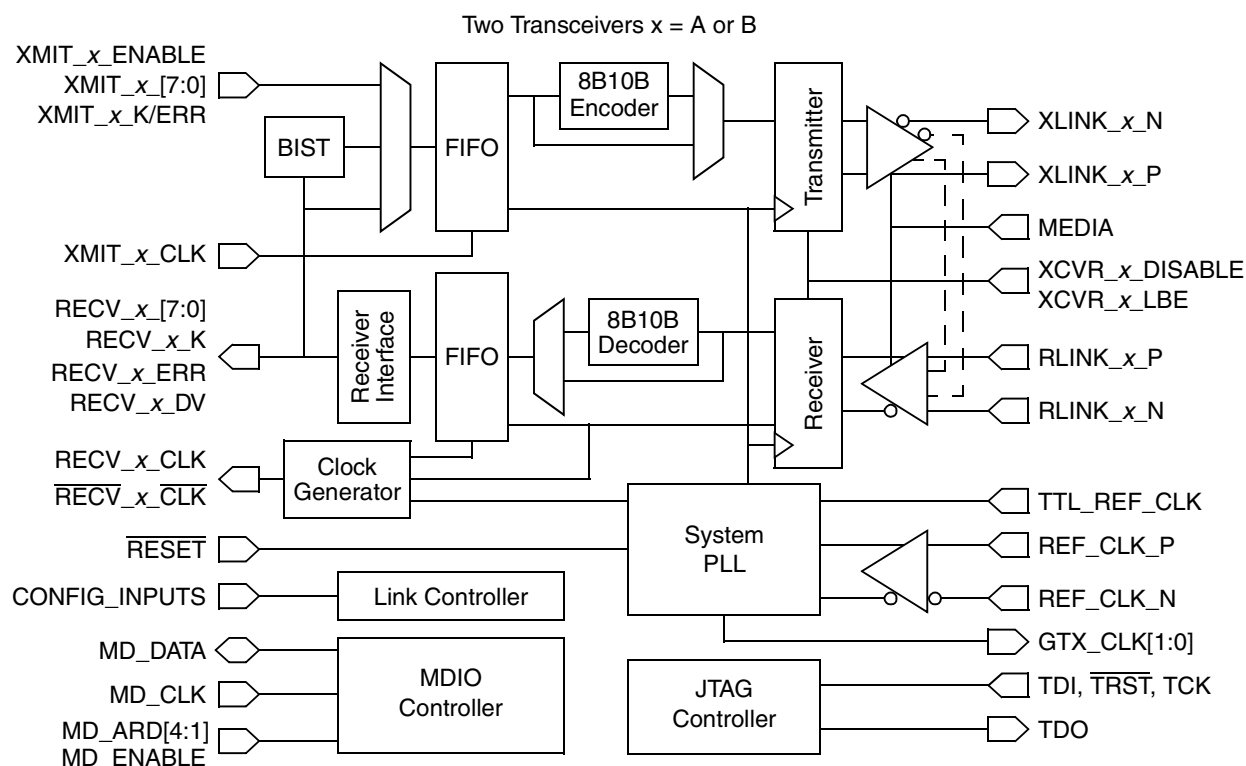 Two Transceivers x = A or B
XMIT_x_ENABLE
XMIT_x_[7:0]
XMIT_x_K/ERR
BIST
FIFO
8B10B
Encoder
Transmitter
XLINK_x_N
XLINK_x_P
MEDIA
XMIT_x_CLK
XCVR_x_DISABLE
XCVR_x_LBE
RECV_x_[7:0]
RECV_x_K
RECV_x_ERR
RECV_x_DV
Receiver
Interface
FIFO
8B10B
Decoder
Receiver
RLINK_x_P
RLINK_x_N
RECV_x_CLK
RECV_x_CLK
Clock
Generator
System
PLL
TTL_REF_CLK
REF_CLK_P
REF_CLK_N
GTX_CLK[1:0]
RESET
CONFIG_INPUTS
Link Controller
MD_DATA
MD_CLK
MD_ARD[4:1]
MD_ENABLE
MDIO
Controller
JTAG
Controller
TDI, TRST, TCK
TDO